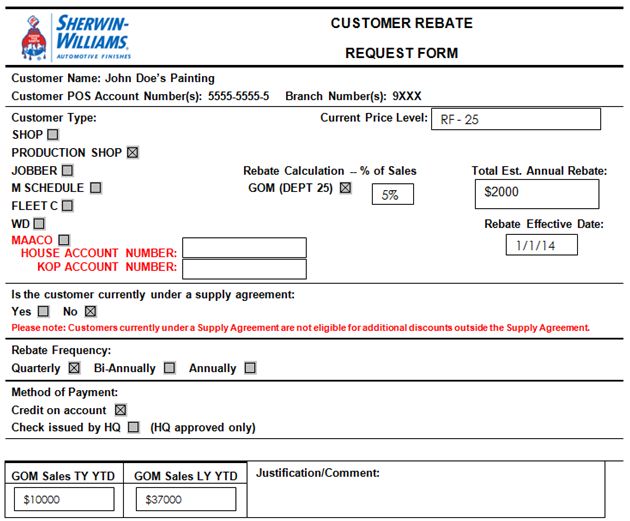 SHERWIN-
WILLIAMS.
AUTOMOTIVE FINISHES
CUSTOMER REBATE
REQUEST FORM
Customer Name: John Doe's Painting
Customer POS Account Number(s): 5555-5555-5 Branch Number(s): 9XXX
Customer Type:
Current Price Level: RF - 25
SHOP
PRODUCTION SHOP
JOBBER
Rebate Calculation -- % of Sales
Total Est. Annual Rebate:
M SCHEDULE
GOM (DEPT 25)
5%
$2000
FLEET C
WD
Rebate Effective Date:
MAACO
1/1/14
HOUSE ACCOUNT NUMBER:
KOP ACCOUNT NUMBER:
Is the customer currently under a supply agreement:
Yes No
Please note: Customers currently under a Supply Agreement are not eligible for additional discounts outside the Supply Agreement.
Rebate Frequency:
Quarterly Bi-Annually Annually
Method of Payment:
Credit on account
Check issued by HQ (HQ approved only)
GOM Sales TY YTD GOM Sales LY YTD Justification/Comment:
$10000 $37000